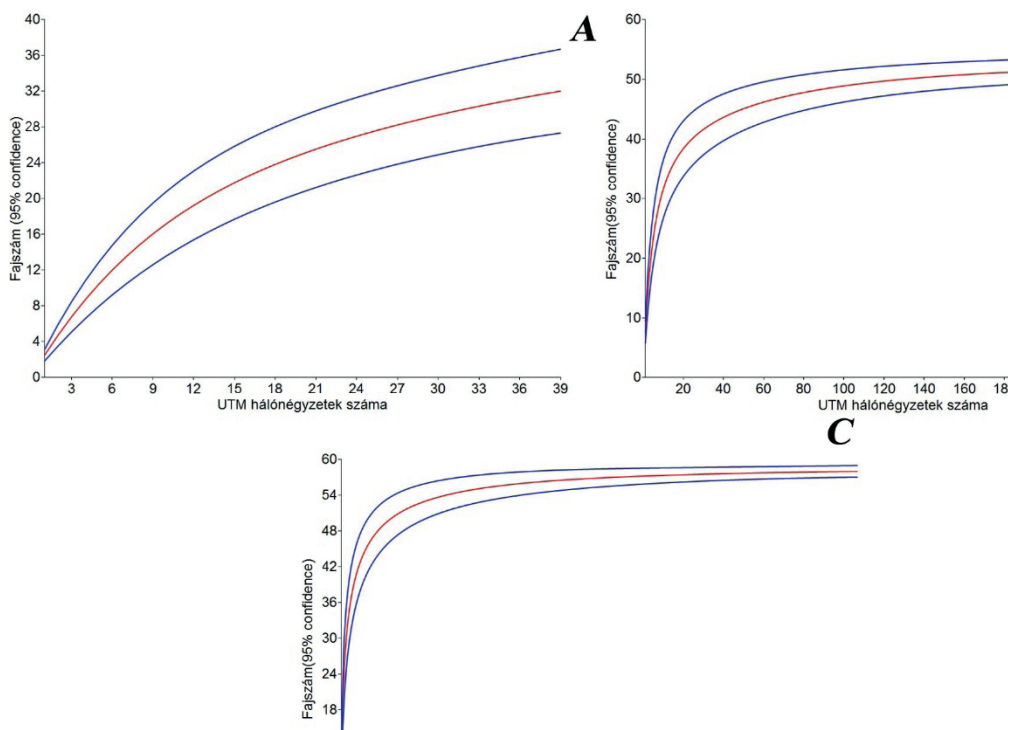 A
40
36
32
28
24
20
16
12
8
4
0
Fajszám (95% confidence)
3 6 9 12 15 18 21 24 27 30 33 36 39
UTM hálónégyzetek száma
60
50
40
30
20
10
0
Fajszám(95% confidence)
20 40 60 80 100 120 140 160
UTM hálónégyzetek száma
C
60
54
48
42
36
30
24
18
Fajszám(95% confidence)